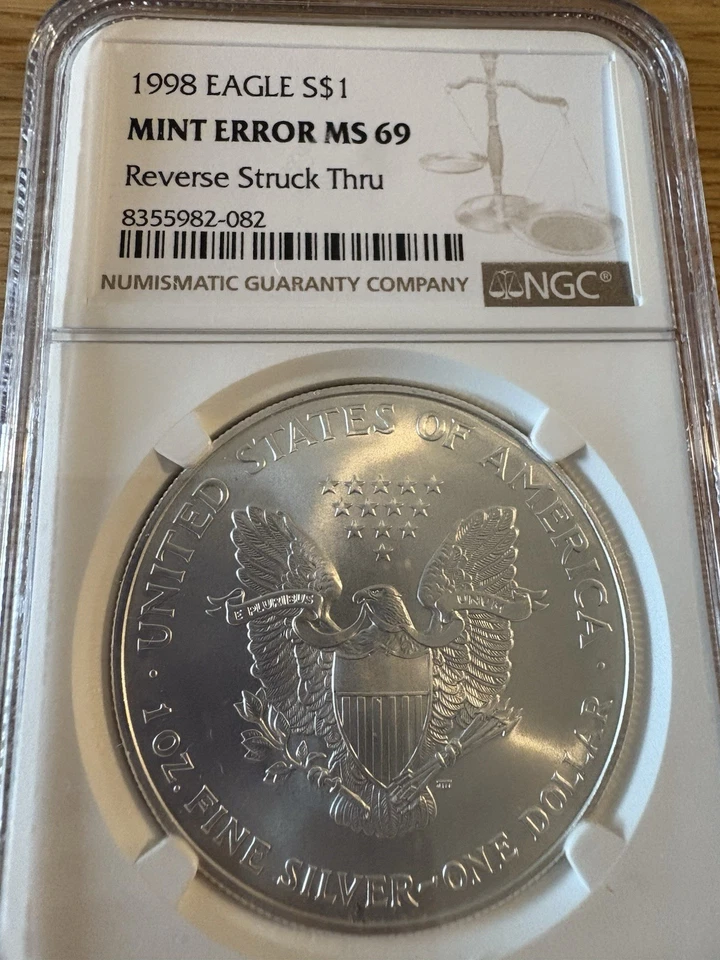 1998 EAGLE S$1
MINT ERROR MS 69
Reverse Struck Thru
8355982-082
NUMISMATIC GUARANTY COMPANY
NGC®
UNITED STATES OF AMERICA
E PLURIBUS UNUM
1 OZ. FINE SILVER~ONE DOLLAR